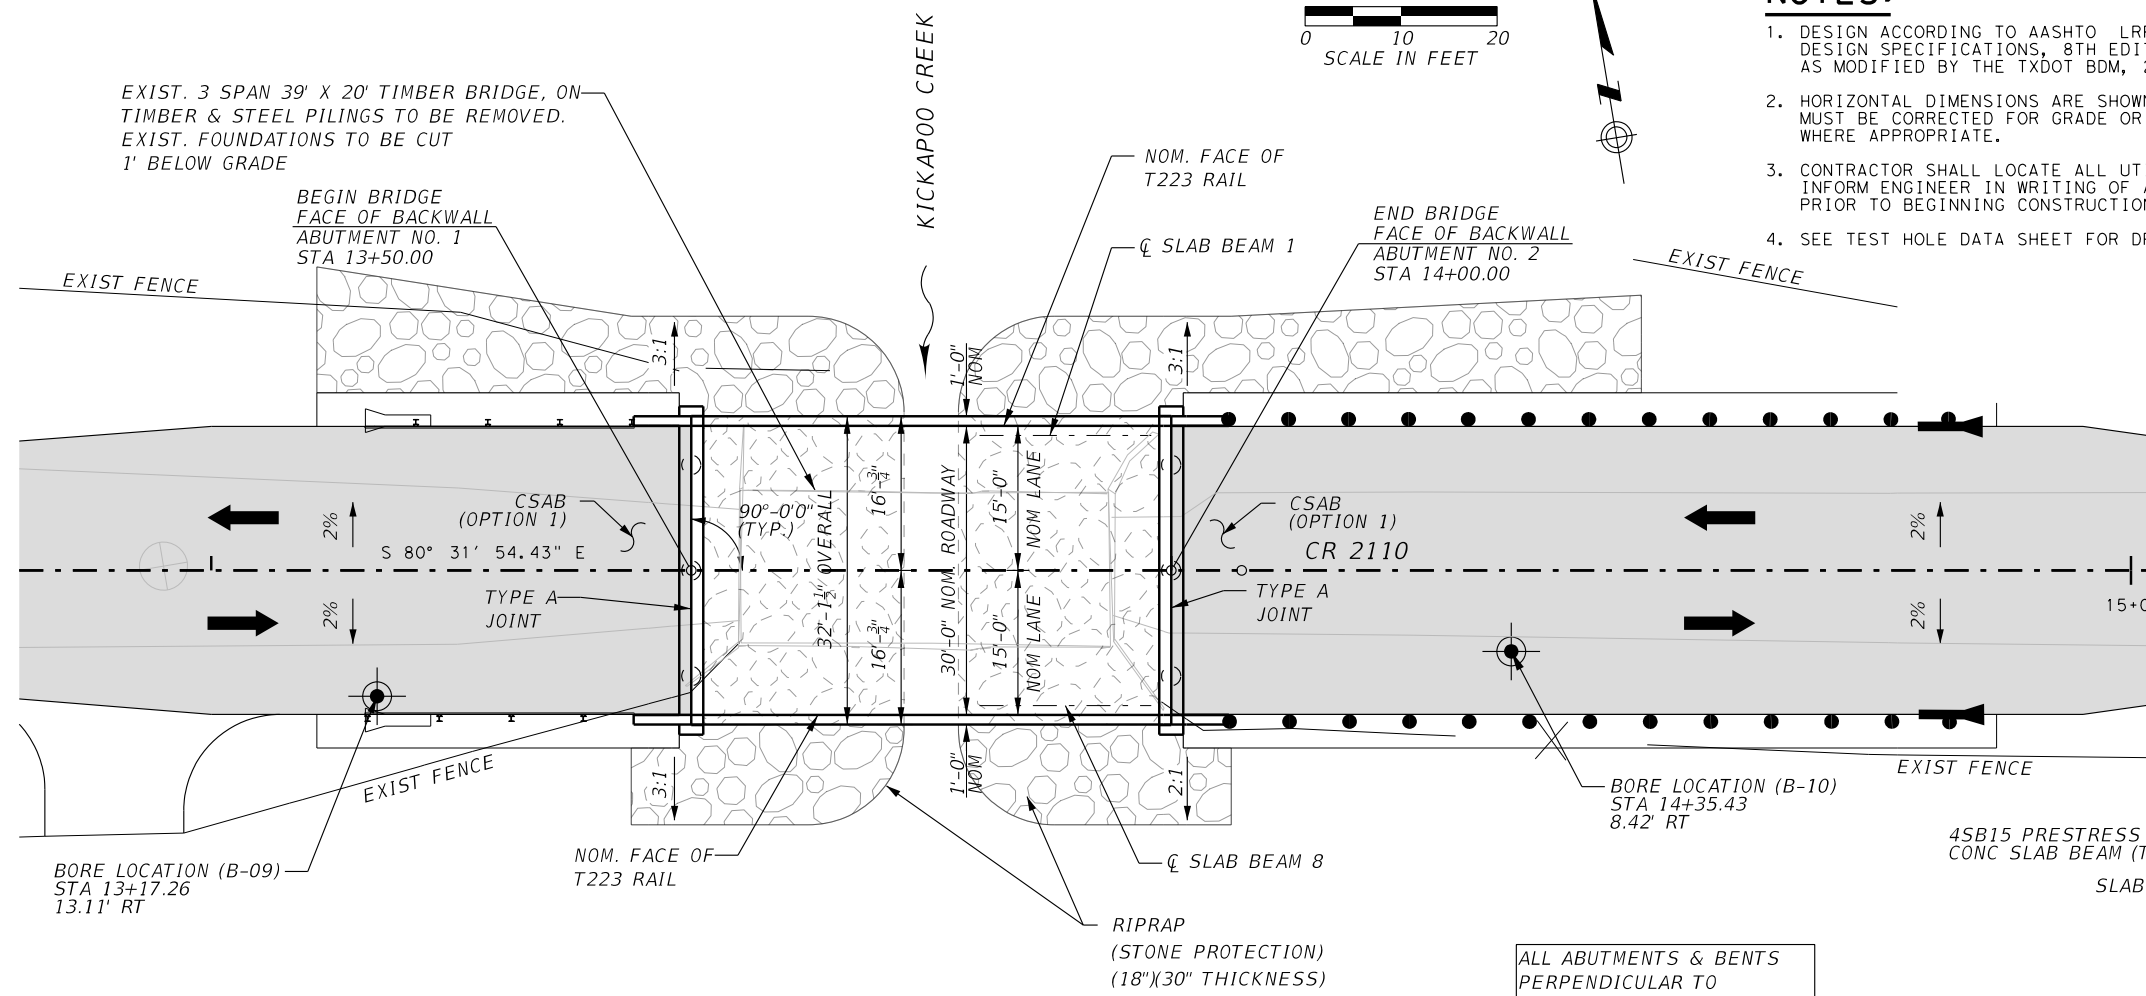 NOTES:
0 10 20
SCALE IN FEET
1. DESIGN ACCORDING TO AASHTO
DESIGN SPECIFICATIONS, 8TH
AS MODIFIED BY THE TXDOT BDM,
2. HORIZONTAL DIMENSIONS ARE
MUST BE CORRECTED FOR GRADE OR
WHERE APPROPRIATE.
3. CONTRACTOR SHALL LOCATE ALL
INFORM ENGINEER IN WRITING OF
PRIOR TO BEGINNING
4. SEE TEST HOLE DATA SHEET FOR
KICKAPOO CREEK
EXIST. 3 SPAN 39' X 20' TIMBER BRIDGE, ON
TIMBER & STEEL PILINGS TO BE REMOVED.
EXIST. FOUNDATIONS TO BE CUT
1' BELOW GRADE
BEGIN BRIDGE
FACE OF BACKWALL
ABUTMENT NO. 1
STA 13+50.00
NOM. FACE OF
T223 RAIL
℄ SLAB BEAM 1
END BRIDGE
FACE OF BACKWALL
ABUTMENT NO. 2
STA 14+00.00
EXIST FENCE
EXIST FENCE
3:1
3:1
1'-0"
NOM
CSAB
(OPTION 1)
2%
S 80° 31' 54.43" E
2%
TYPE A
JOINT
90°-0'0"
(TYP.)
32'-1½" OVERALL
16'-¾"
16'-¾"
30'-0" NOM. ROADWAY
15'-0"
NOM LANE
15'-0"
NOM LANE
CSAB
(OPTION 1)
CR 2110
TYPE A
JOINT
2%
2%
3:1
1'-0"
NOM
2:1
EXIST FENCE
EXIST FENCE
BORE LOCATION (B-10)
STA 14+35.43
8.42' RT
BORE LOCATION (B-09)
STA 13+17.26
13.11' RT
NOM. FACE OF
T223 RAIL
℄ SLAB BEAM 8
4SB15 PRESTRESS
CONC SLAB BEAM
SLAB
RIPRAP
(STONE PROTECTION)
(18")(30" THICKNESS)
ALL ABUTMENTS & BENTS
PERPENDICULAR TO